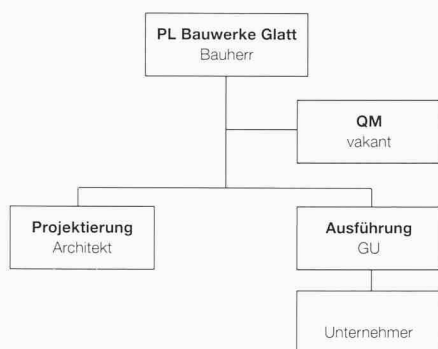 PL Bauwerke Glatt
Bauherr
QM
vakant
Projektierung
Architekt
Ausführung
GU
Unternehmer